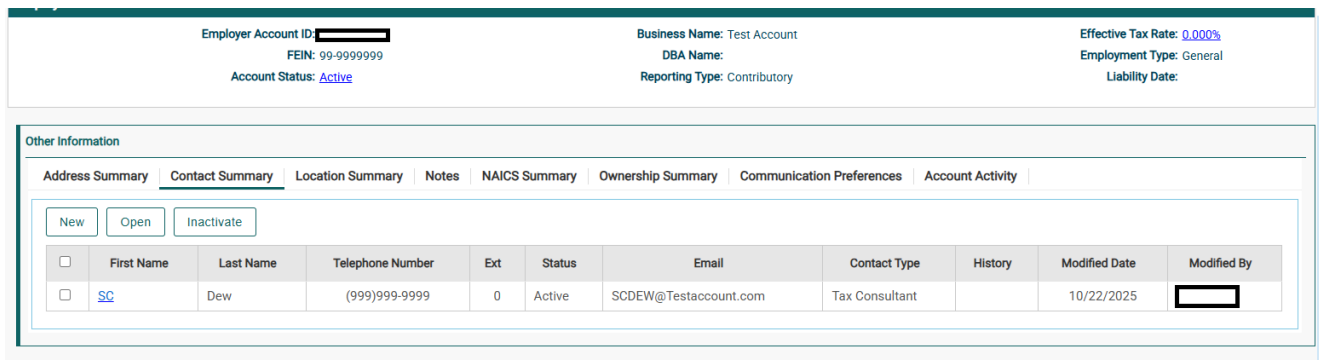 Employer Account ID: Business Name: Test Account Effective Tax Rate: 0.000%
FEIN: 99-9999999 DBA Name: Employment Type: General
Account Status: Active Reporting Type: Contributory Liability Date:
Other Information
Address Summary Contact Summary Location Summary Notes NAICS Summary Ownership Summary Communication Preferences Account Activity
New Open Inactivate
First Name Last Name Telephone Number Ext Status Email Contact Type History Modified Date Modified By
SC Dew (999)999-9999 0 Active SCDEW@Testaccount.com Tax Consultant 10/22/2025